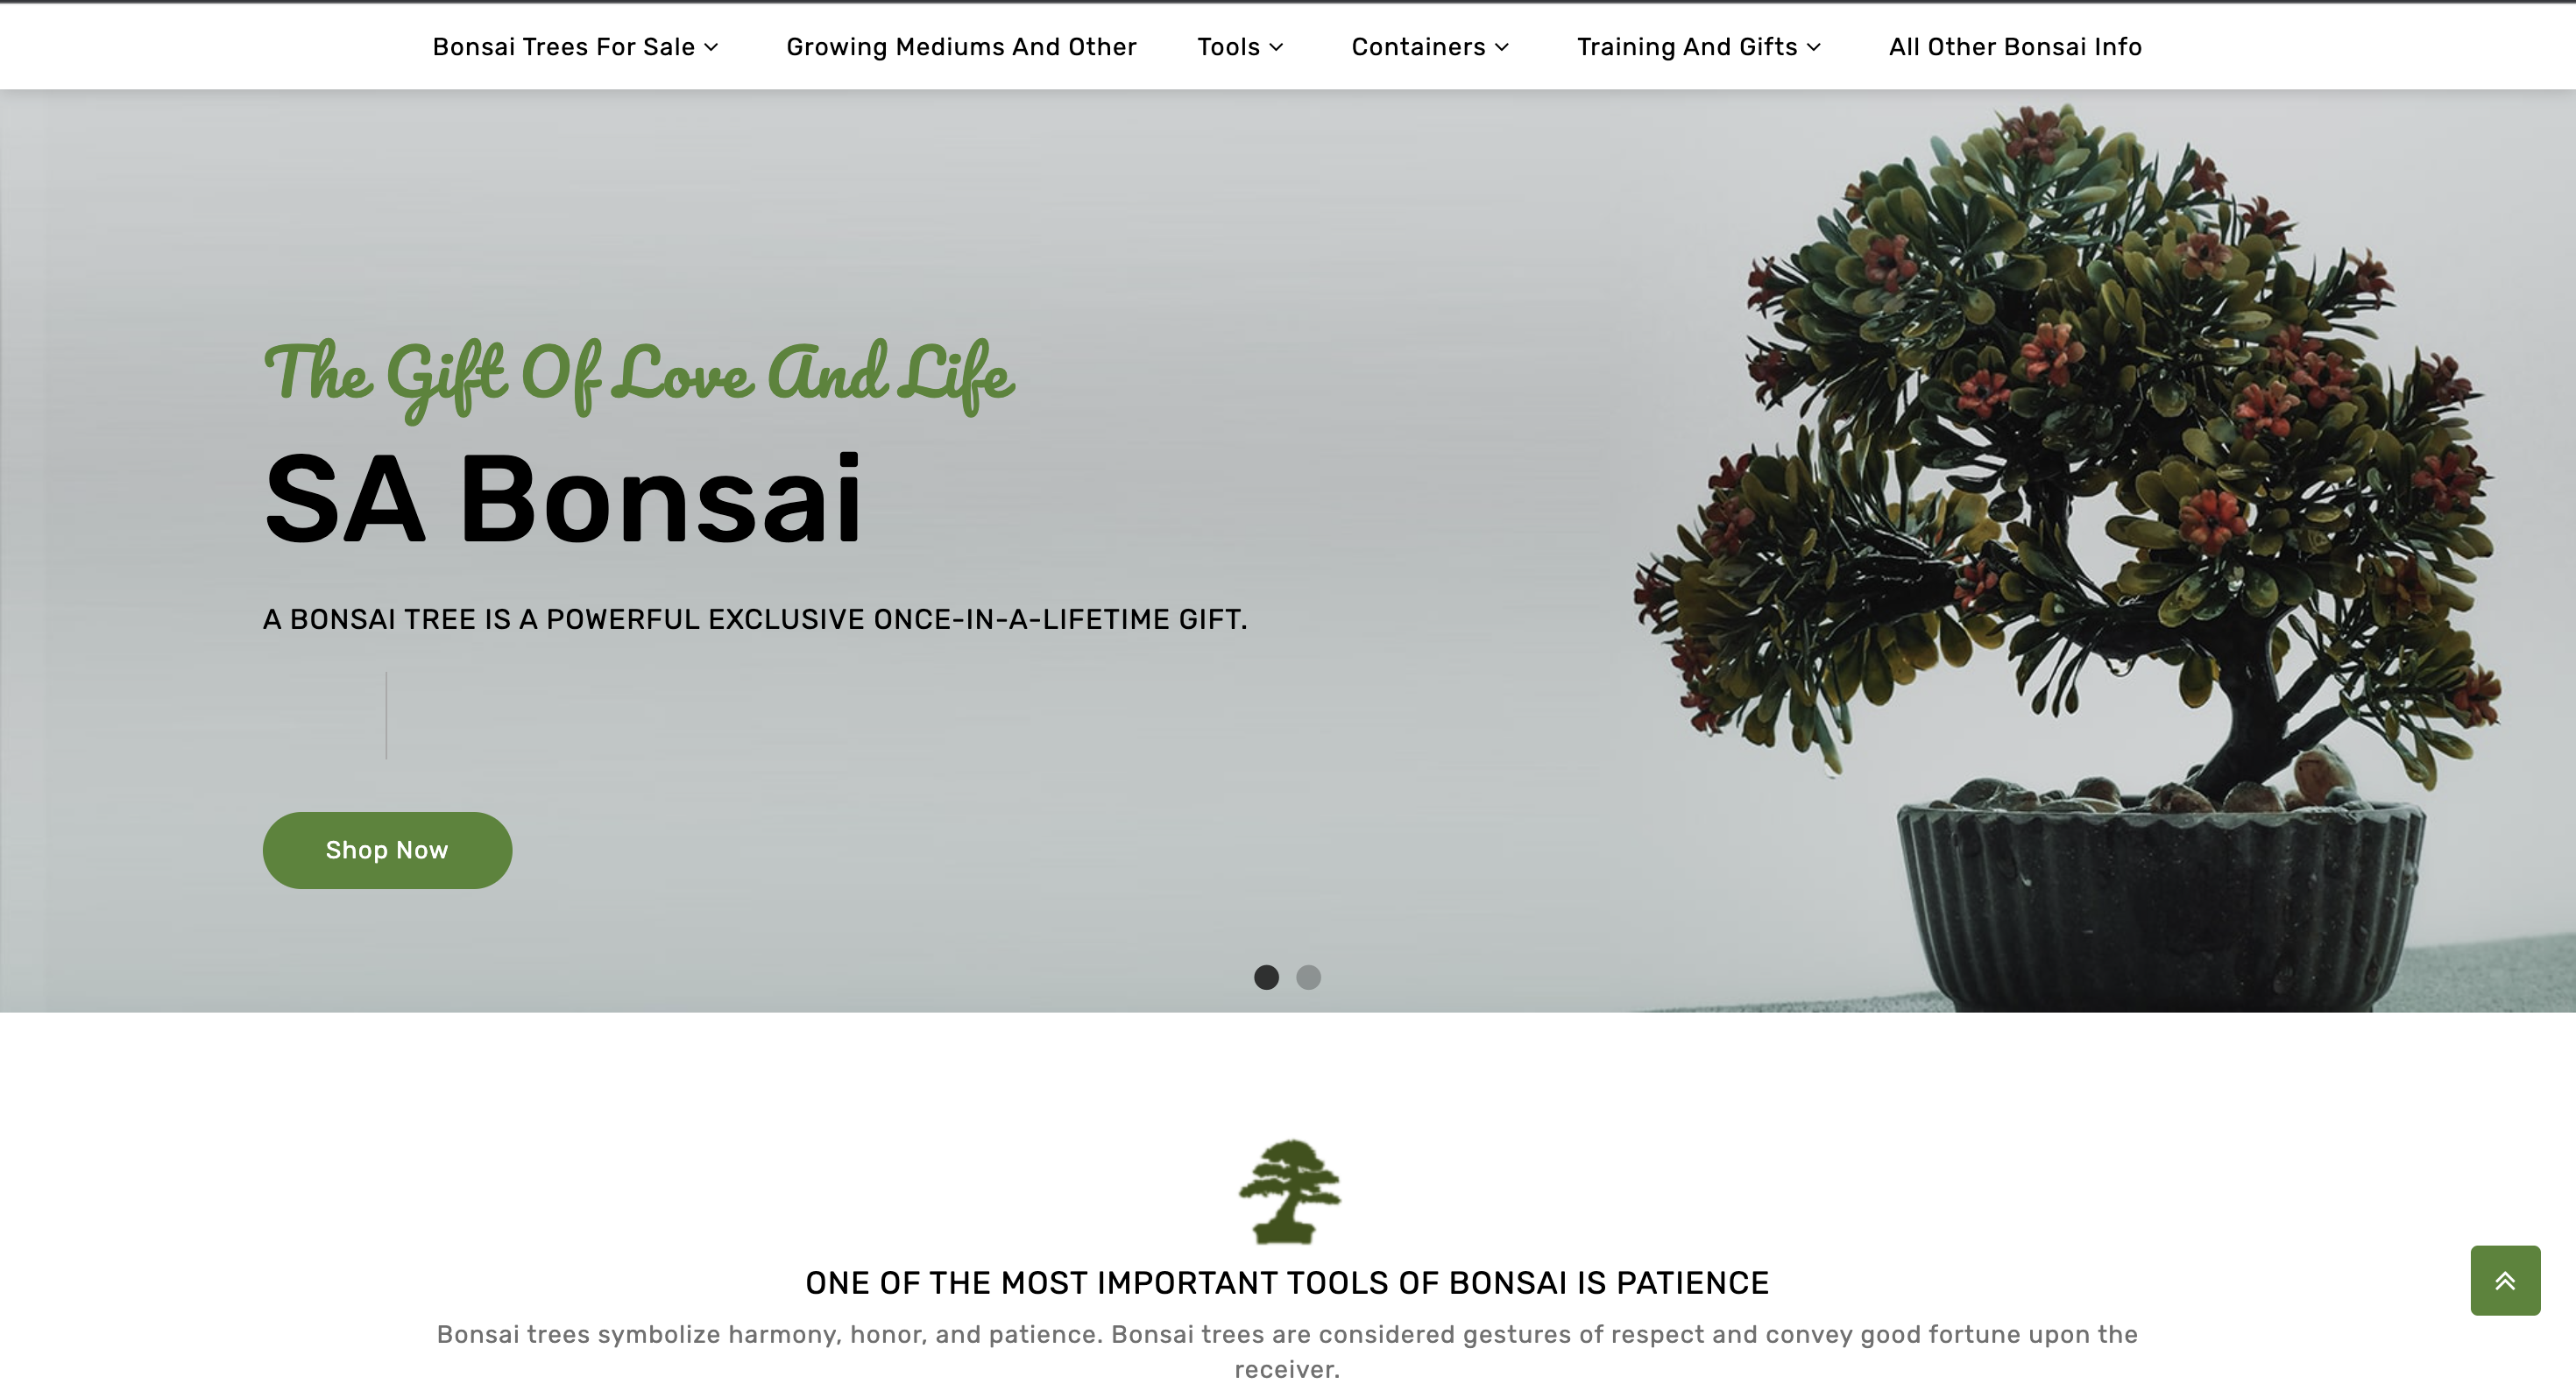 Bonsai Trees For Sale
Growing Mediums And Other
Tools
Containers
Training And Gifts
All Other Bonsai Info
The Gift Of Love And Life
SA Bonsai
A BONSAI TREE IS A POWERFUL EXCLUSIVE ONCE-IN-A-LIFETIME GIFT.
Shop Now
ONE OF THE MOST IMPORTANT TOOLS OF BONSAI IS PATIENCE
Bonsai trees symbolize harmony, honor, and patience. Bonsai trees are considered gestures of respect and convey good fortune upon the
receiver.